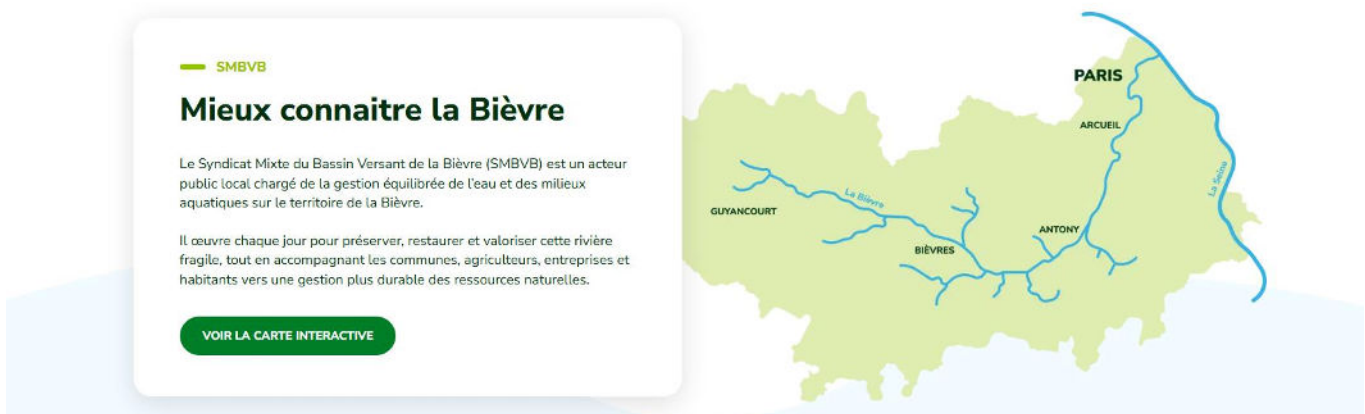 SMBVB
Mieux connaitre la Bièvre
Le Syndicat Mixte du Bassin Versant de la Bièvre (SMBVB) est un acteur
public local chargé de la gestion équilibrée de l'eau et des milieux
aquatiques sur le territoire de la Bièvre.
Il œuvre chaque jour pour préserver, restaurer et valoriser cette rivière
fragile, tout en accompagnant les communes, agriculteurs, entreprises et
habitants vers une gestion plus durable des ressources naturelles.
VOIR LA CARTE INTERACTIVE
PARIS
ARCUEIL
La Seine
La Bièvre
GUYANCOURT
ANTONY
BIÈVRES